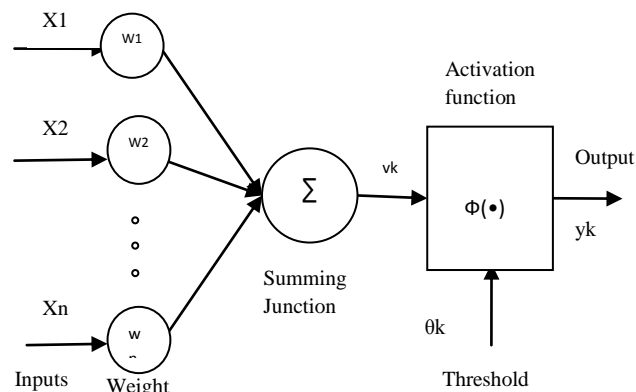 X1
W1
Activation
function
X2
W2
Σ
vk
Φ(•)
Output
yk
Summing
Junction
Xn
w
θk
Inputs
Weight
Threshold